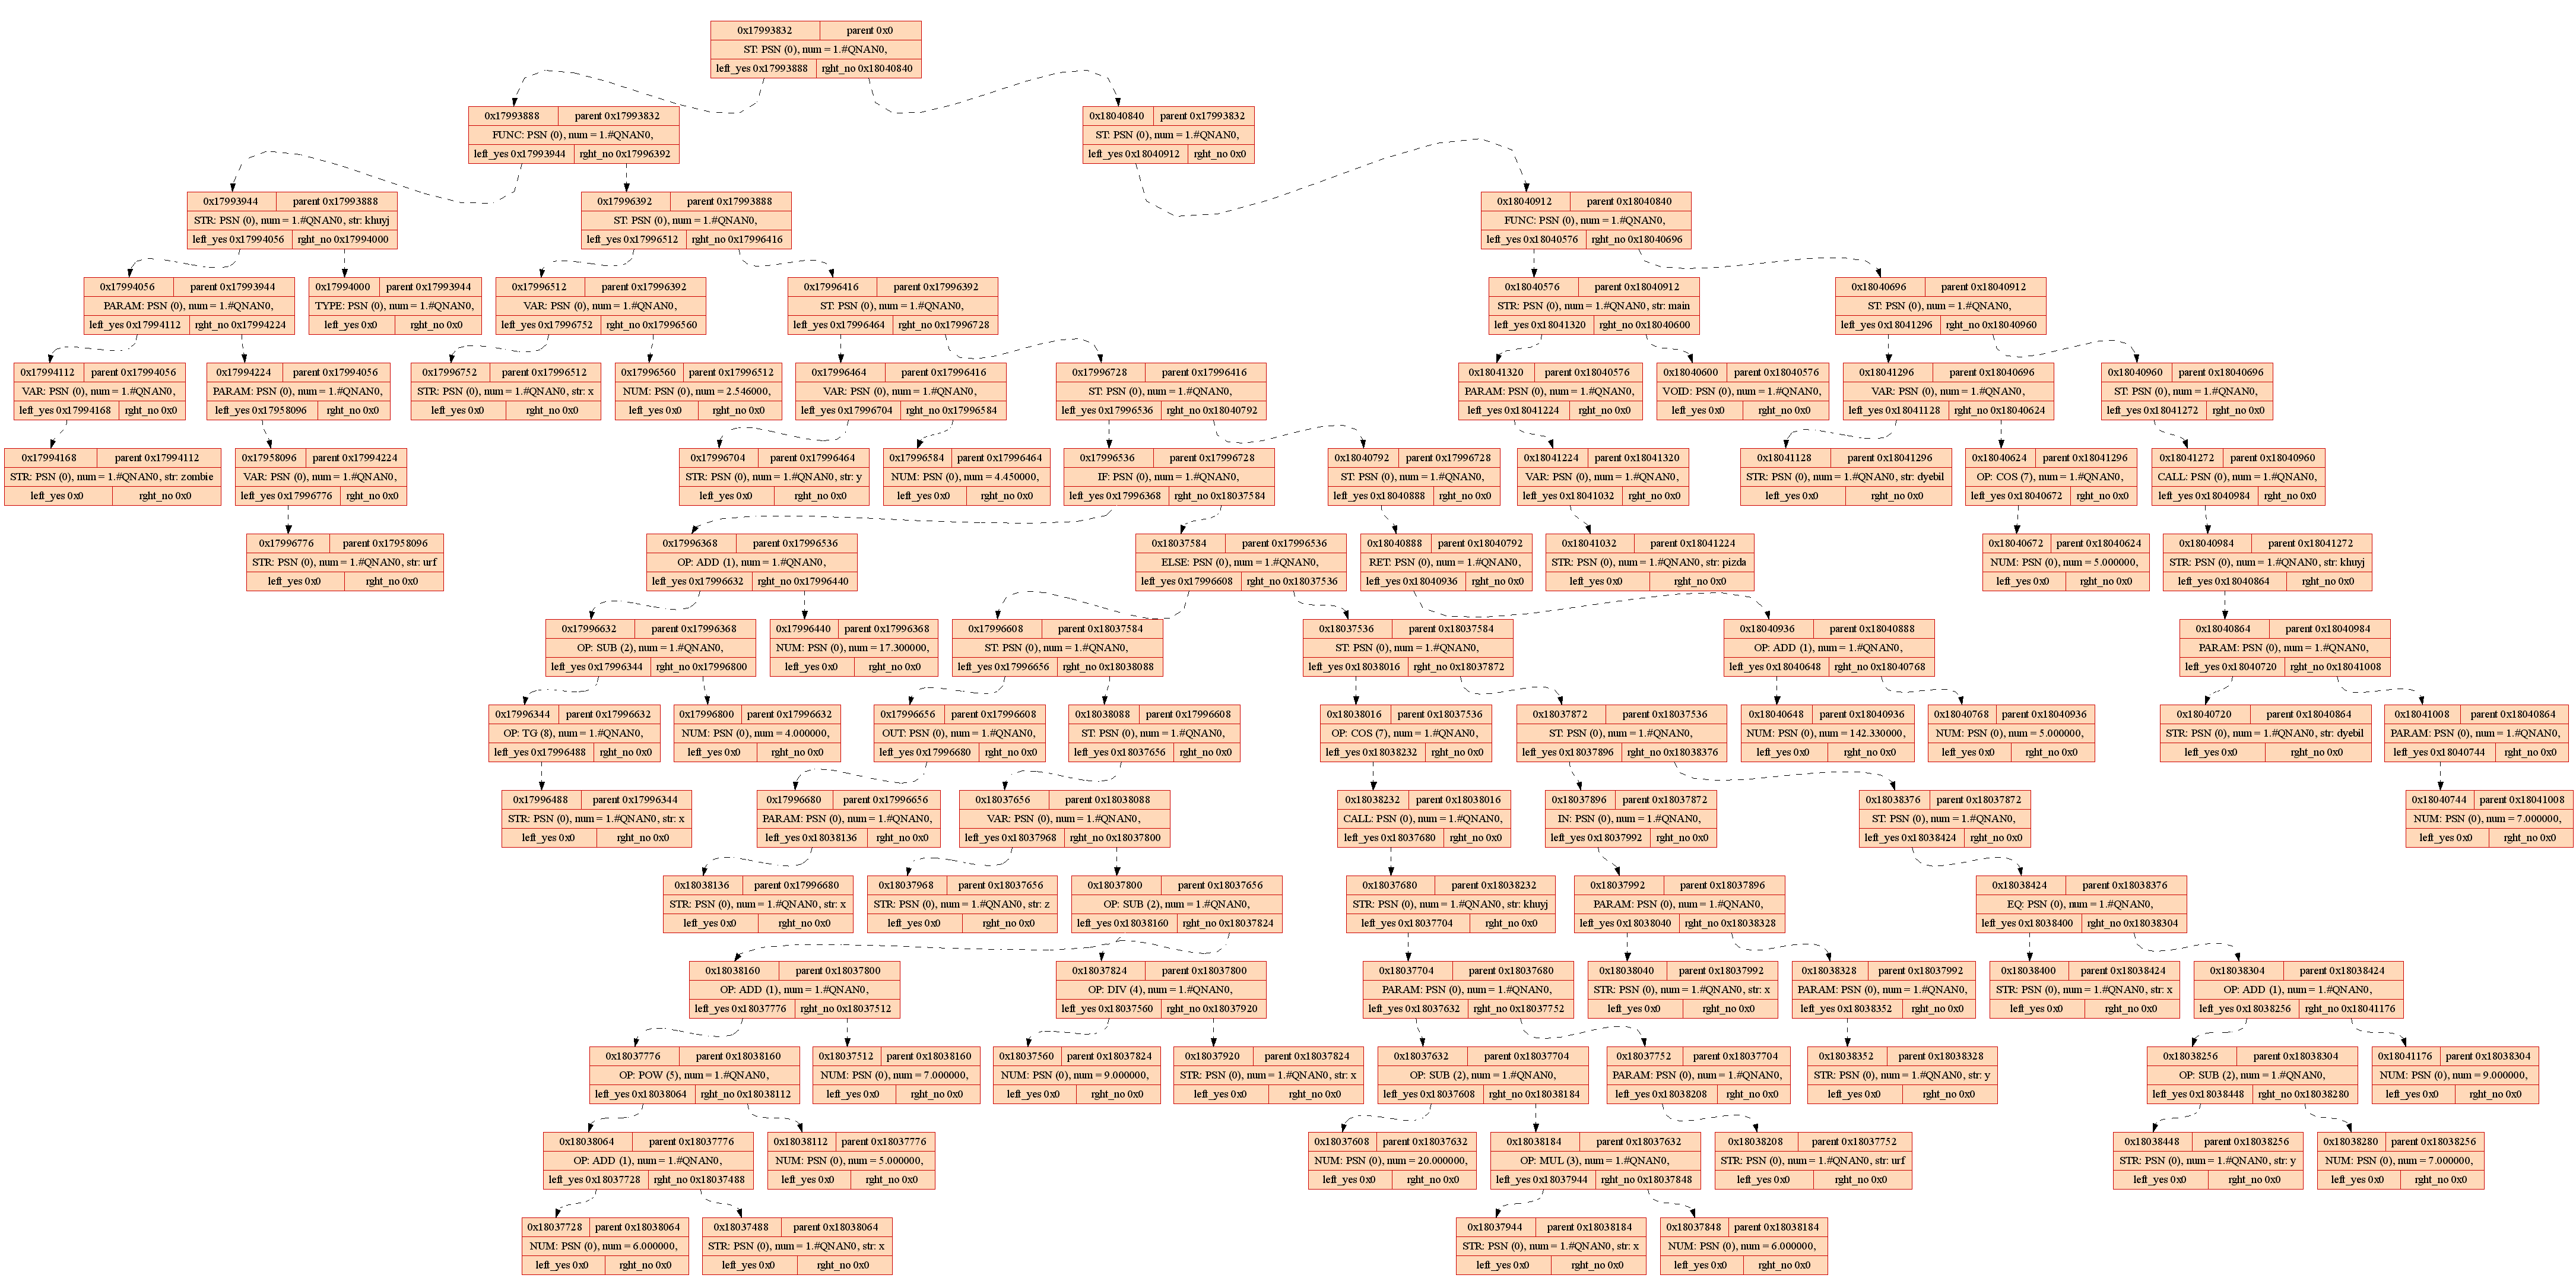 0x17993832 parent 0x0
ST: PSN (0), num = 1.#QNAN0,
left_yes 0x17993888 rght_no 0x18040840
0x17993888 parent 0x17993832
FUNC: PSN (0), num = 1.#QNAN0,
left_yes 0x17993944 rght_no 0x17996392
0x18040840 parent 0x17993832
ST: PSN (0), num = 1.#QNAN0,
left_yes 0x18040912 rght_no 0x0
0x17993944 parent 0x17993888
STR: PSN (0), num = 1.#QNAN0, str: khuyj
left_yes 0x17994056 rght_no 0x17994000
0x17996392 parent 0x17993888
ST: PSN (0), num = 1.#QNAN0,
left_yes 0x17996512 rght_no 0x17996416
0x18040912 parent 0x18040840
FUNC: PSN (0), num = 1.#QNAN0,
left_yes 0x18040576 rght_no 0x18040696
0x17994056 parent 0x17993944
PARAM: PSN (0), num = 1.#QNAN0,
left_yes 0x17994112 rght_no 0x17994224
0x17994000 parent 0x17993944
TYPE: PSN (0), num = 1.#QNAN0,
left_yes 0x0 rght_no 0x0
0x17996512 parent 0x17996392
VAR: PSN (0), num = 1.#QNAN0,
left_yes 0x17996752 rght_no 0x17996560
0x17996416 parent 0x17996392
ST: PSN (0), num = 1.#QNAN0,
left_yes 0x17996464 rght_no 0x17996728
0x18040576 parent 0x18040912
STR: PSN (0), num = 1.#QNAN0, str: main
left_yes 0x18041320 rght_no 0x18040600
0x18040696 parent 0x18040912
ST: PSN (0), num = 1.#QNAN0,
left_yes 0x18041296 rght_no 0x18040960
0x17994112 parent 0x17994056
VAR: PSN (0), num = 1.#QNAN0,
left_yes 0x17994168 rght_no 0x0
0x17994224 parent 0x17994056
PARAM: PSN (0), num = 1.#QNAN0,
left_yes 0x17958096 rght_no 0x0
0x17996752 parent 0x17996512
STR: PSN (0), num = 1.#QNAN0, str: x
left_yes 0x0 rght_no 0x0
0x17996560 parent 0x17996512
NUM: PSN (0), num = 2.546000,
left_yes 0x0 rght_no 0x0
0x17996464 parent 0x17996416
VAR: PSN (0), num = 1.#QNAN0,
left_yes 0x17996704 rght_no 0x17996584
0x17996728 parent 0x17996416
ST: PSN (0), num = 1.#QNAN0,
left_yes 0x17996536 rght_no 0x18040792
0x18041320 parent 0x18040576
PARAM: PSN (0), num = 1.#QNAN0,
left_yes 0x18041224 rght_no 0x0
0x18040600 parent 0x18040576
VOID: PSN (0), num = 1.#QNAN0,
left_yes 0x0 rght_no 0x0
0x18041296 parent 0x18040696
VAR: PSN (0), num = 1.#QNAN0,
left_yes 0x18041128 rght_no 0x18040624
0x18040960 parent 0x18040696
ST: PSN (0), num = 1.#QNAN0,
left_yes 0x18041272 rght_no 0x0
0x17994168 parent 0x17994112
STR: PSN (0), num = 1.#QNAN0, str: zombie
left_yes 0x0 rght_no 0x0
0x17958096 parent 0x17994224
VAR: PSN (0), num = 1.#QNAN0,
left_yes 0x17996776 rght_no 0x0
0x17996704 parent 0x17996464
STR: PSN (0), num = 1.#QNAN0, str: y
left_yes 0x0 rght_no 0x0
0x17996584 parent 0x17996464
NUM: PSN (0), num = 4.450000,
left_yes 0x0 rght_no 0x0
0x17996536 parent 0x17996728
IF: PSN (0), num = 1.#QNAN0,
left_yes 0x17996368 rght_no 0x18037584
0x18040792 parent 0x17996728
ST: PSN (0), num = 1.#QNAN0,
left_yes 0x18040888 rght_no 0x0
0x18041224 parent 0x18041320
VAR: PSN (0), num = 1.#QNAN0,
left_yes 0x18041032 rght_no 0x0
0x18041128 parent 0x18041296
STR: PSN (0), num = 1.#QNAN0, str: dyebil
left_yes 0x0 rght_no 0x0
0x18040624 parent 0x18041296
OP: COS (7), num = 1.#QNAN0,
left_yes 0x18040672 rght_no 0x0
0x18041272 parent 0x18040960
CALL: PSN (0), num = 1.#QNAN0,
left_yes 0x18040984 rght_no 0x0
0x17996776 parent 0x17958096
STR: PSN (0), num = 1.#QNAN0, str: urf
left_yes 0x0 rght_no 0x0
0x17996368 parent 0x17996536
OP: ADD (1), num = 1.#QNAN0,
left_yes 0x17996632 rght_no 0x17996440
0x18037584 parent 0x17996536
ELSE: PSN (0), num = 1.#QNAN0,
left_yes 0x17996608 rght_no 0x18037536
0x18040888 parent 0x18040792
RET: PSN (0), num = 1.#QNAN0,
left_yes 0x18040936 rght_no 0x0
0x18041032 parent 0x18041224
STR: PSN (0), num = 1.#QNAN0, str: pizda
left_yes 0x0 rght_no 0x0
0x18040672 parent 0x18040624
NUM: PSN (0), num = 5.000000,
left_yes 0x0 rght_no 0x0
0x18040984 parent 0x18041272
STR: PSN (0), num = 1.#QNAN0, str: khuyj
left_yes 0x18040864 rght_no 0x0
0x17996632 parent 0x17996368
OP: SUB (2), num = 1.#QNAN0,
left_yes 0x17996344 rght_no 0x17996800
0x17996440 parent 0x17996368
NUM: PSN (0), num = 17.300000,
left_yes 0x0 rght_no 0x0
0x17996608 parent 0x18037584
ST: PSN (0), num = 1.#QNAN0,
left_yes 0x17996656 rght_no 0x18038088
0x18037536 parent 0x18037584
ST: PSN (0), num = 1.#QNAN0,
left_yes 0x18038016 rght_no 0x18037872
0x18040936 parent 0x18040888
OP: ADD (1), num = 1.#QNAN0,
left_yes 0x18040648 rght_no 0x18040768
0x18040864 parent 0x18040984
PARAM: PSN (0), num = 1.#QNAN0,
left_yes 0x18040720 rght_no 0x18041008
0x17996344 parent 0x17996632
OP: TG (8), num = 1.#QNAN0,
left_yes 0x17996488 rght_no 0x0
0x17996800 parent 0x17996632
NUM: PSN (0), num = 4.000000,
left_yes 0x0 rght_no 0x0
0x17996656 parent 0x17996608
OUT: PSN (0), num = 1.#QNAN0,
left_yes 0x17996680 rght_no 0x0
0x18038088 parent 0x17996608
ST: PSN (0), num = 1.#QNAN0,
left_yes 0x18037656 rght_no 0x0
0x18038016 parent 0x18037536
OP: COS (7), num = 1.#QNAN0,
left_yes 0x18038232 rght_no 0x0
0x18037872 parent 0x18037536
ST: PSN (0), num = 1.#QNAN0,
left_yes 0x18037896 rght_no 0x18038376
0x18040648 parent 0x18040936
NUM: PSN (0), num = 142.330000,
left_yes 0x0 rght_no 0x0
0x18040768 parent 0x18040936
NUM: PSN (0), num = 5.000000,
left_yes 0x0 rght_no 0x0
0x18040720 parent 0x18040864
STR: PSN (0), num = 1.#QNAN0, str: dyebil
left_yes 0x0 rght_no 0x0
0x18041008 parent 0x18040864
PARAM: PSN (0), num = 1.#QNAN0,
left_yes 0x18040744 rght_no 0x0
0x17996488 parent 0x17996344
STR: PSN (0), num = 1.#QNAN0, str: x
left_yes 0x0 rght_no 0x0
0x17996680 parent 0x17996656
PARAM: PSN (0), num = 1.#QNAN0,
left_yes 0x18038136 rght_no 0x0
0x18037656 parent 0x18038088
VAR: PSN (0), num = 1.#QNAN0,
left_yes 0x18037968 rght_no 0x18037800
0x18038232 parent 0x18038016
CALL: PSN (0), num = 1.#QNAN0,
left_yes 0x18037680 rght_no 0x0
0x18037896 parent 0x18037872
IN: PSN (0), num = 1.#QNAN0,
left_yes 0x18037992 rght_no 0x0
0x18038376 parent 0x18037872
ST: PSN (0), num = 1.#QNAN0,
left_yes 0x18038424 rght_no 0x0
0x18040744 parent 0x18041008
NUM: PSN (0), num = 7.000000,
left_yes 0x0 rght_no 0x0
0x18038136 parent 0x17996680
STR: PSN (0), num = 1.#QNAN0, str: x
left_yes 0x0 rght_no 0x0
0x18037968 parent 0x18037656
STR: PSN (0), num = 1.#QNAN0, str: z
left_yes 0x0 rght_no 0x0
0x18037800 parent 0x18037656
OP: SUB (2), num = 1.#QNAN0,
left_yes 0x18038160 rght_no 0x18037824
0x18037680 parent 0x18038232
STR: PSN (0), num = 1.#QNAN0, str: khuyj
left_yes 0x18037704 rght_no 0x0
0x18037992 parent 0x18037896
PARAM: PSN (0), num = 1.#QNAN0,
left_yes 0x18038040 rght_no 0x18038328
0x18038424 parent 0x18038376
EQ: PSN (0), num = 1.#QNAN0,
left_yes 0x18038400 rght_no 0x18038304
0x18038160 parent 0x18037800
OP: ADD (1), num = 1.#QNAN0,
left_yes 0x18037776 rght_no 0x18037512
0x18037824 parent 0x18037800
OP: DIV (4), num = 1.#QNAN0,
left_yes 0x18037560 rght_no 0x18037920
0x18037704 parent 0x18037680
PARAM: PSN (0), num = 1.#QNAN0,
left_yes 0x18037632 rght_no 0x18037752
0x18038040 parent 0x18037992
STR: PSN (0), num = 1.#QNAN0, str: x
left_yes 0x0 rght_no 0x0
0x18038328 parent 0x18037992
PARAM: PSN (0), num = 1.#QNAN0,
left_yes 0x18038352 rght_no 0x0
0x18038400 parent 0x18038424
STR: PSN (0), num = 1.#QNAN0, str: x
left_yes 0x0 rght_no 0x0
0x18038304 parent 0x18038424
OP: ADD (1), num = 1.#QNAN0,
left_yes 0x18038256 rght_no 0x18041176
0x18037776 parent 0x18038160
OP: POW (5), num = 1.#QNAN0,
left_yes 0x18038064 rght_no 0x18038112
0x18037512 parent 0x18038160
NUM: PSN (0), num = 7.000000,
left_yes 0x0 rght_no 0x0
0x18037560 parent 0x18037824
NUM: PSN (0), num = 9.000000,
left_yes 0x0 rght_no 0x0
0x18037920 parent 0x18037824
STR: PSN (0), num = 1.#QNAN0, str: x
left_yes 0x0 rght_no 0x0
0x18037632 parent 0x18037704
OP: SUB (2), num = 1.#QNAN0,
left_yes 0x18037608 rght_no 0x18038184
0x18037752 parent 0x18037704
PARAM: PSN (0), num = 1.#QNAN0,
left_yes 0x18038208 rght_no 0x0
0x18038352 parent 0x18038328
STR: PSN (0), num = 1.#QNAN0, str: y
left_yes 0x0 rght_no 0x0
0x18038256 parent 0x18038304
OP: SUB (2), num = 1.#QNAN0,
left_yes 0x18038448 rght_no 0x18038280
0x18041176 parent 0x18038304
NUM: PSN (0), num = 9.000000,
left_yes 0x0 rght_no 0x0
0x18038064 parent 0x18037776
OP: ADD (1), num = 1.#QNAN0,
left_yes 0x18037728 rght_no 0x18037488
0x18038112 parent 0x18037776
NUM: PSN (0), num = 5.000000,
left_yes 0x0 rght_no 0x0
0x18037608 parent 0x18037632
NUM: PSN (0), num = 20.000000,
left_yes 0x0 rght_no 0x0
0x18038184 parent 0x18037632
OP: MUL (3), num = 1.#QNAN0,
left_yes 0x18037944 rght_no 0x18037848
0x18038208 parent 0x18037752
STR: PSN (0), num = 1.#QNAN0, str: urf
left_yes 0x0 rght_no 0x0
0x18038448 parent 0x18038256
STR: PSN (0), num = 1.#QNAN0, str: y
left_yes 0x0 rght_no 0x0
0x18038280 parent 0x18038256
NUM: PSN (0), num = 7.000000,
left_yes 0x0 rght_no 0x0
0x18037728 parent 0x18038064
NUM: PSN (0), num = 6.000000,
left_yes 0x0 rght_no 0x0
0x18037488 parent 0x18038064
STR: PSN (0), num = 1.#QNAN0, str: x
left_yes 0x0 rght_no 0x0
0x18037944 parent 0x18038184
STR: PSN (0), num = 1.#QNAN0, str: x
left_yes 0x0 rght_no 0x0
0x18037848 parent 0x18038184
NUM: PSN (0), num = 6.000000,
left_yes 0x0 rght_no 0x0